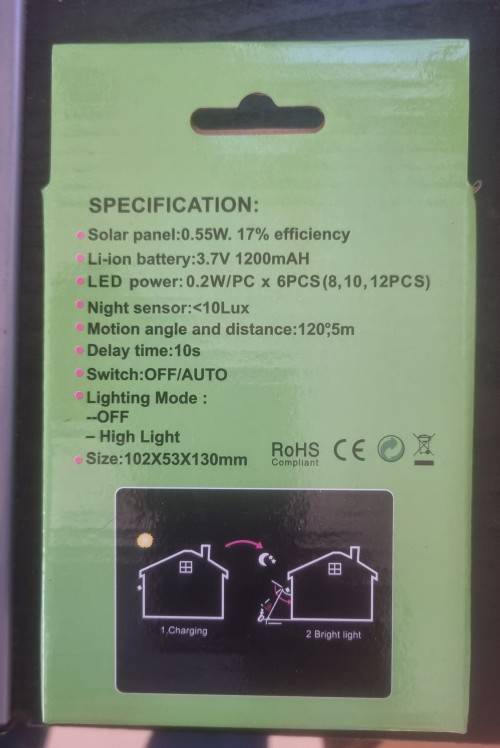 SPECIFICATION:
Solar panel:0.55W. 17% efficiency
Li-ion battery:3.7V 1200mAH
LED power: 0.2W/PC x 6PCS(8,10,12PCS)
Night sensor:<10Lux
Motion angle and distance:120°,5m
Delay time:10s
Switch:OFF/AUTO
Lighting Mode :
--OFF
– High Light
Size:102X53X130mm
RoHS
Compliant
CE
1.Charging
2 Bright light